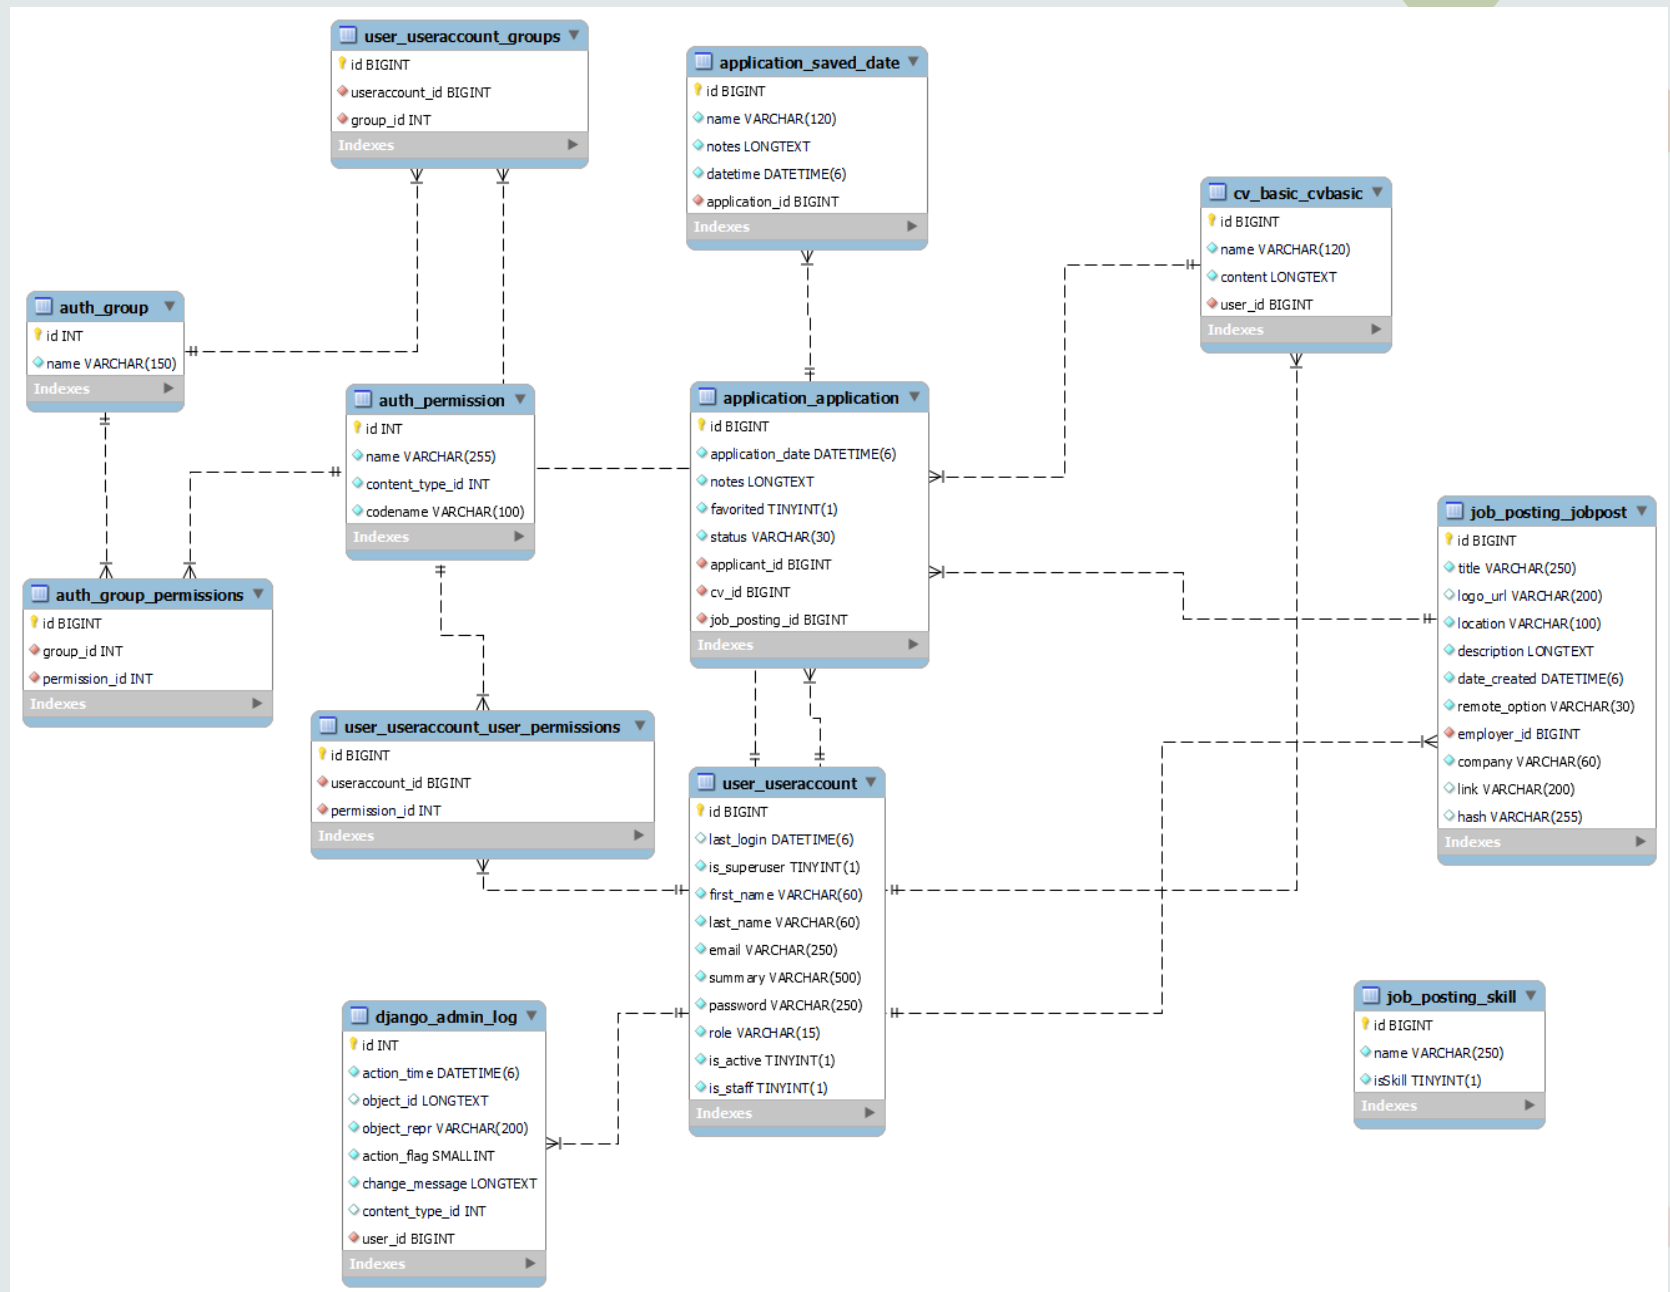 user_useraccount_groups
id BIGINT
useraccount_id BIGINT
group_id INT
Indexes
application_saved_date
id BIGINT
name VARCHAR(120)
notes LONGTEXT
datetime DATETIME(6)
application_id BIGINT
Indexes
cv_basic_cvbasic
id BIGINT
name VARCHAR(120)
content LONGTEXT
user_id BIGINT
Indexes
auth_group
id INT
name VARCHAR(150)
Indexes
auth_permission
id INT
name VARCHAR(255)
content_type_id INT
codename VARCHAR(100)
Indexes
application_application
id BIGINT
application_date DATETIME(6)
notes LONGTEXT
favorited TINYINT(1)
status VARCHAR(30)
applicant_id BIGINT
cv_id BIGINT
job_posting_id BIGINT
Indexes
job_posting_jobpost
id BIGINT
title VARCHAR(250)
logo_url VARCHAR(200)
location VARCHAR(100)
description LONGTEXT
date_created DATETIME(6)
remote_option VARCHAR(30)
employer_id BIGINT
company VARCHAR(60)
link VARCHAR(200)
hash VARCHAR(255)
Indexes
auth_group_permissions
id BIGINT
group_id INT
permission_id INT
Indexes
user_useraccount_user_permissions
id BIGINT
useraccount_id BIGINT
permission_id INT
Indexes
user_useraccount
id BIGINT
last_login DATETIME(6)
is_superuser TINYINT(1)
first_name VARCHAR(60)
last_name VARCHAR(60)
email VARCHAR(250)
summary VARCHAR(500)
password VARCHAR(250)
role VARCHAR(15)
is_active TINYINT(1)
is_staff TINYINT(1)
Indexes
django_admin_log
id INT
action_time DATETIME(6)
object_id LONGTEXT
object_repr VARCHAR(200)
action_flag SMALLINT
change_message LONGTEXT
content_type_id INT
user_id BIGINT
Indexes
job_posting_skill
id BIGINT
name VARCHAR(250)
isSkill TINYINT(1)
Indexes